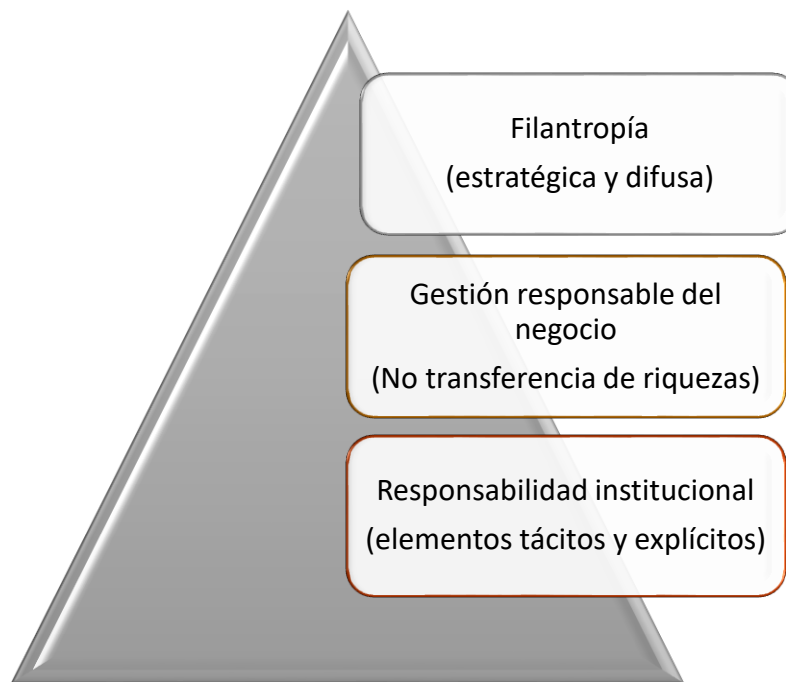 Filantropía
(estratégica y difusa)
Gestión responsable del
negocio
(No transferencia de riquezas)
Responsabilidad institucional
(elementos tácitos y explícitos)